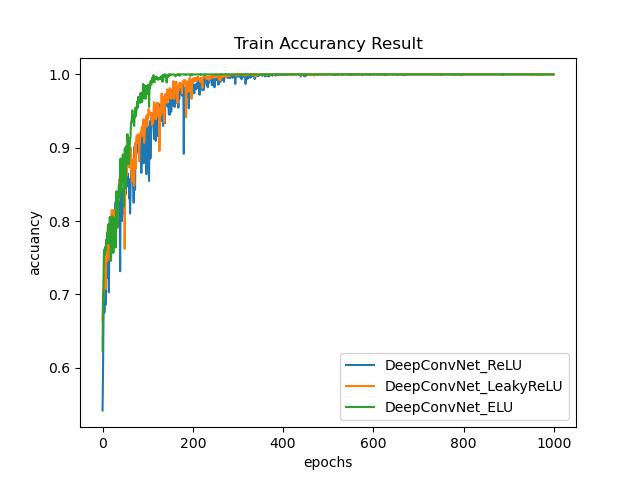 Train Accurancy Result
1.0
0.9
0.8
0.7
0.6
accuancy
DeepConvNet_ReLU
DeepConvNet_LeakyReLU
DeepConvNet_ELU
0 200 400 600 800 1000
epochs